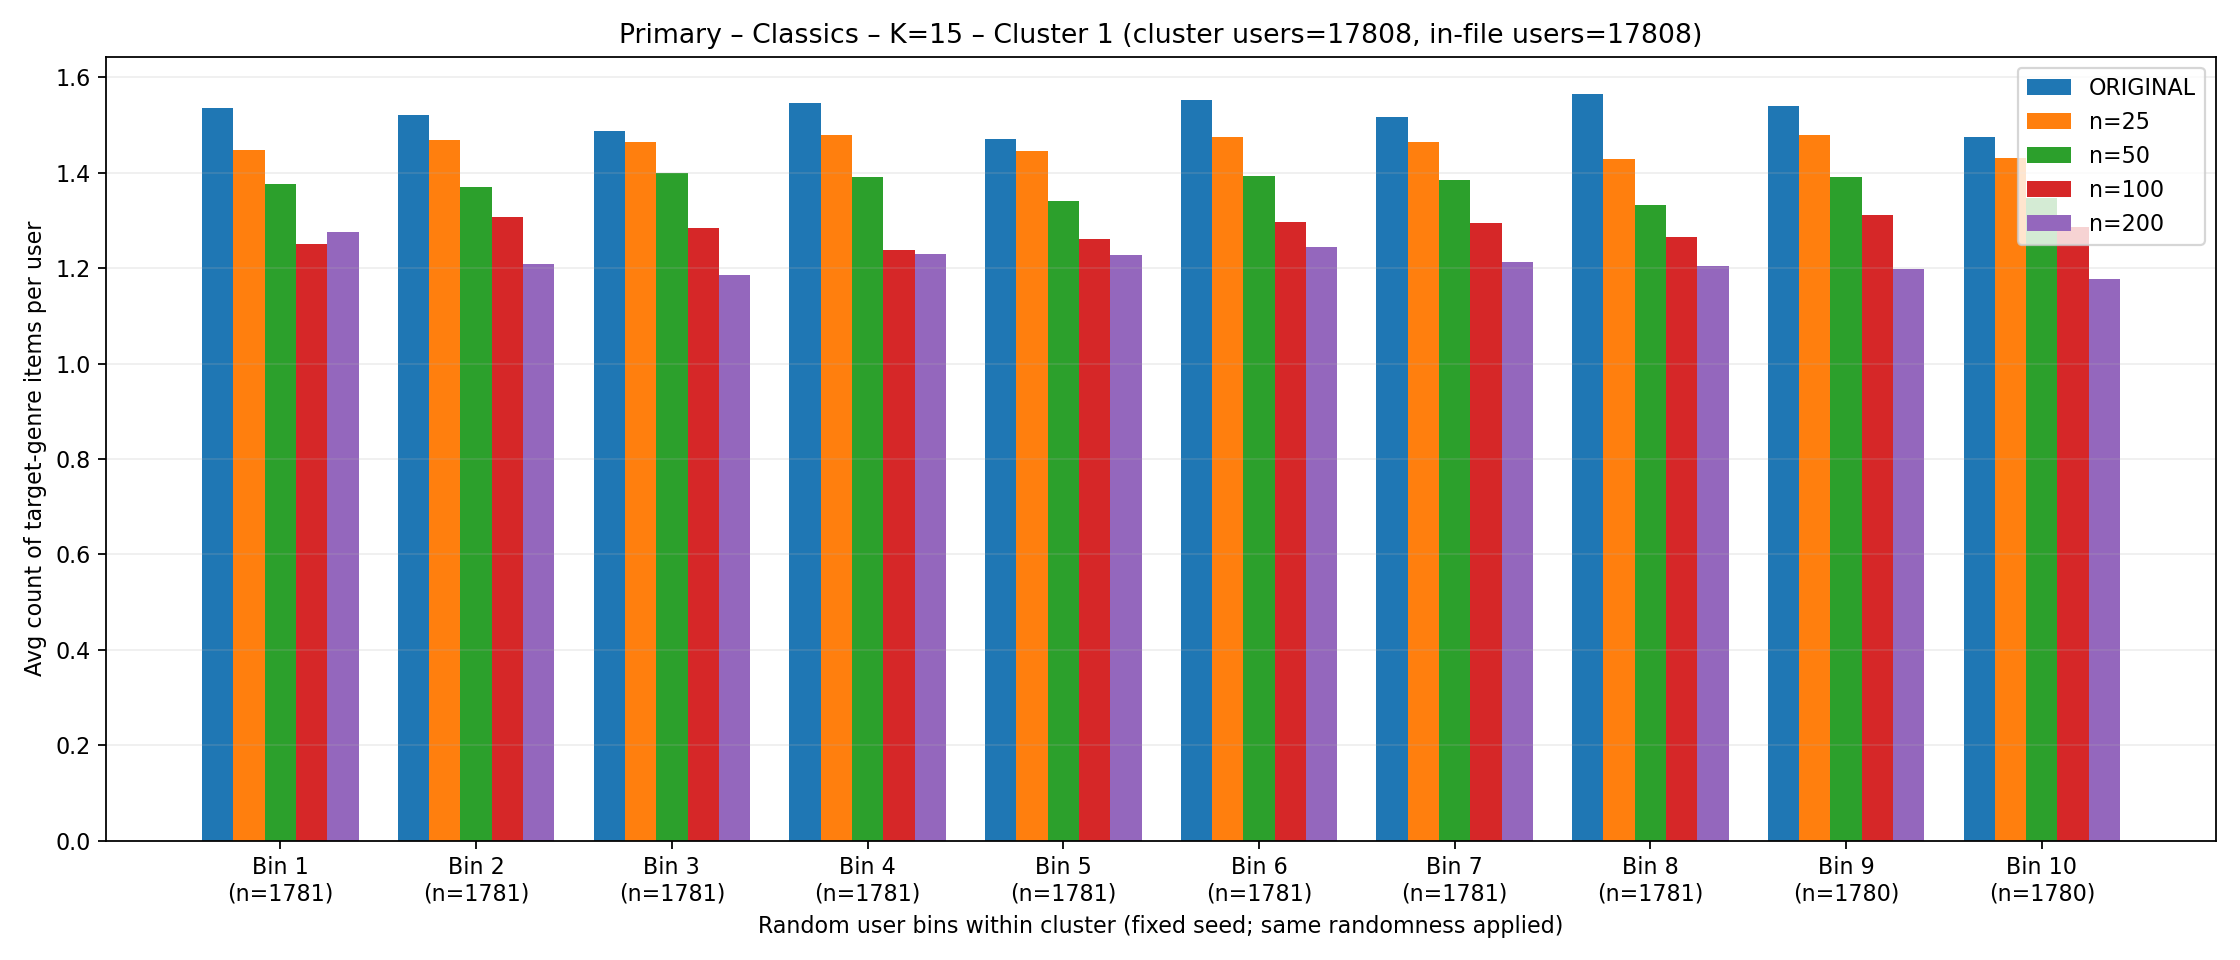 Primary – Classics – K=15 – Cluster 1 (cluster users=17808, in-file users=17808)
ORIGINAL
n=25
n=50
n=100
n=200
Avg count of target-genre items per user
1.6
1.4
1.2
1.0
0.8
0.6
0.4
0.2
0.0
Bin 1 Bin 2 Bin 3 Bin 4 Bin 5 Bin 6 Bin 7 Bin 8 Bin 9 Bin 10
(n=1781) (n=1781) (n=1781) (n=1781) (n=1781) (n=1781) (n=1781) (n=1781) (n=1780) (n=1780)
Random user bins within cluster (fixed seed; same randomness applied)